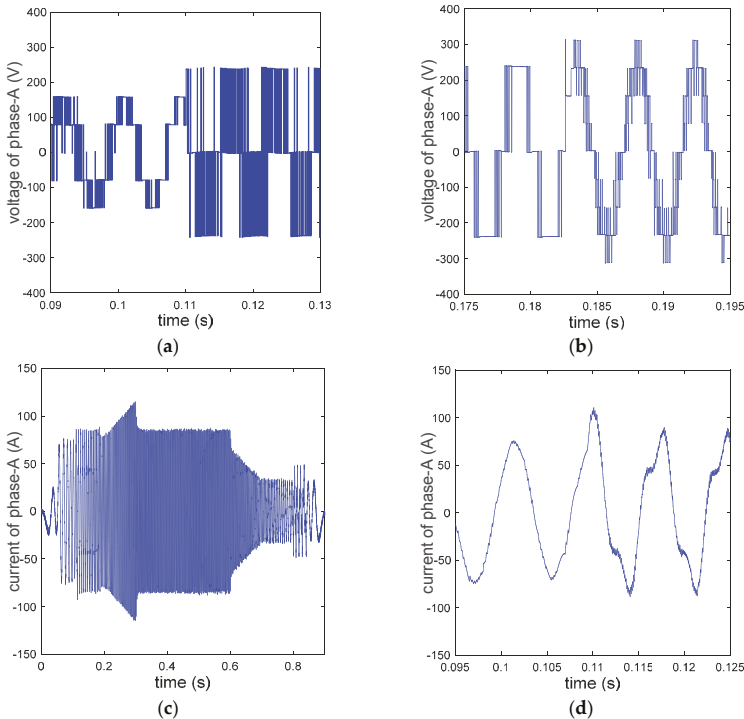 400
300
200
100
0
-100
-200
-300
-400
voltage of phase-A (V)
0.09 0.1 0.11 0.12 0.13
time (s)
(a)
400
300
200
100
0
-100
-200
-300
-400
voltage of phase-A (V)
0.175 0.18 0.185 0.19 0.195
time (s)
(b)
150
100
50
0
-50
-100
-150
current of phase-A (A)
0 0.2 0.4 0.6 0.8
time (s)
(c)
150
100
50
0
-50
-100
-150
current of phase-A (A)
0.095 0.1 0.105 0.11 0.115 0.12 0.125
time (s)
(d)